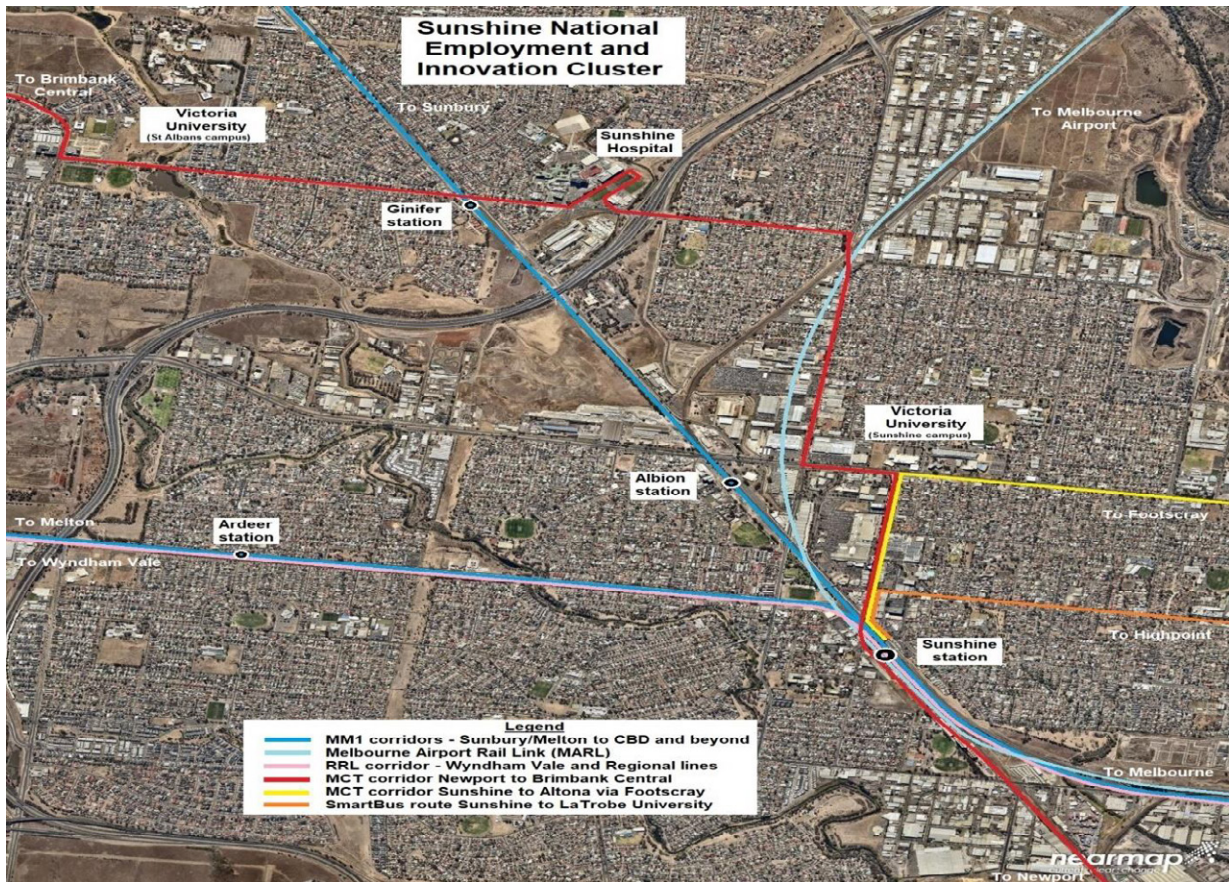 Sunshine National
Employment and
Innovation Cluster
To Brimbank
Central
Victoria
University
(St Albans campus)
To Sunbury
Sunshine
Hospital
To Melbourne
Airport
Ginifer
station
Victoria
University
(Sunshine campus)
Albion
station
To Melton
Ardeer
station
To Wyndham Vale
To Footscray
To Highpoint
Sunshine
station
Legend
MM1 corridors - Sunbury/Melton to CBD and beyond
Melbourne Airport Rail Link (MARL)
RRL corridor - Wyndham Vale and Regional lines
MCT corridor Newport to Brimbank Central
MCT corridor Sunshine to Altona via Footscray
SmartBus route Sunshine to LaTrobe University
To Melbourne
To Newport
nearmap